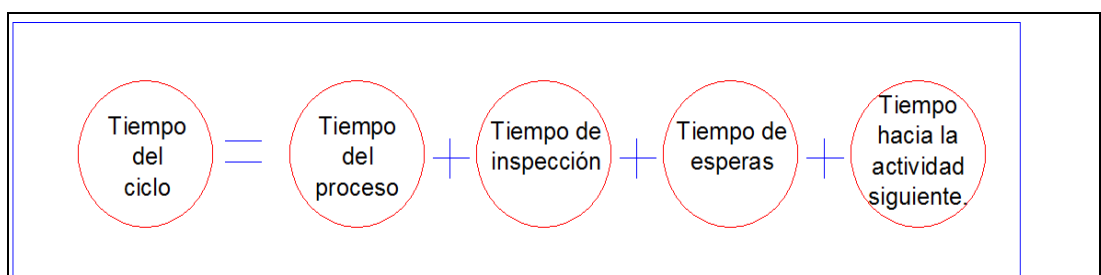 Tiempo
del
ciclo
Tiempo
del
proceso
Tiempo de
inspección
Tiempo de
esperas
Tiempo
hacia la
actividad
siguiente.